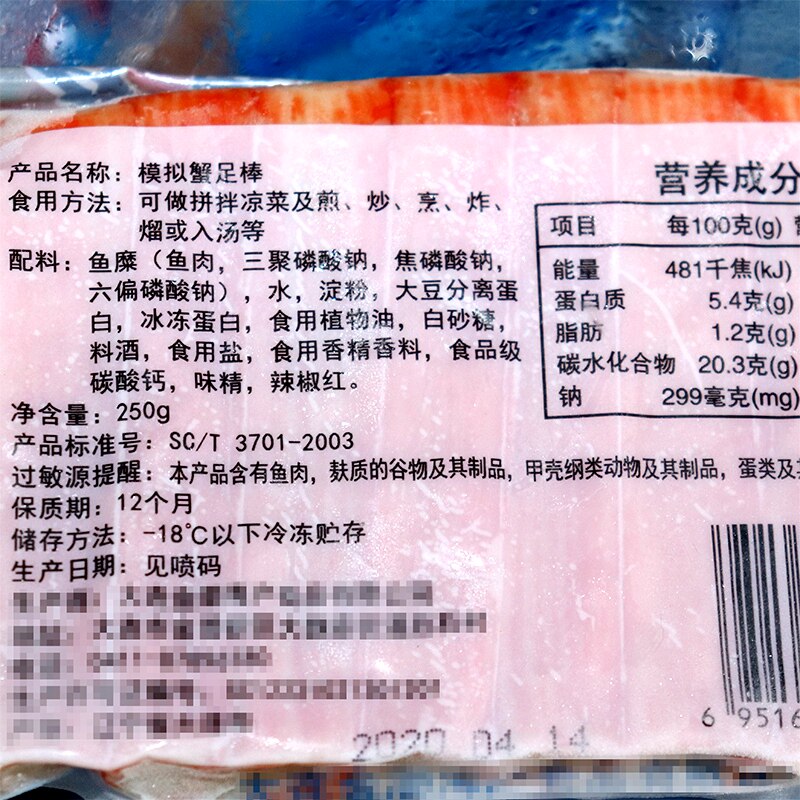 产品名称：模拟蟹足棒
食用方法：可做拼拌凉菜及煎、炒、烹、炸、
熘或入汤等
配料：鱼糜（鱼肉，三聚磷酸钠，焦磷酸钠，
六偏磷酸钠），水，淀粉，大豆分离蛋
白，冰冻蛋白，食用植物油，白砂糖，
料酒，食用盐，食用香精香料，食品级
碳酸钙，味精，辣椒红。
净含量：250g
产品标准号：SC/T 3701-2003
过敏源提醒：本产品含有鱼肉，麸质的谷物及其制品，甲壳纲类动物及其制品，蛋类及
保质期：12个月
储存方法：-18℃以下冷冻贮存
生产日期：见喷码
2020 04 14
营养成分
项目 每100克(g)
能量 481千焦(kJ)
蛋白质 5.4克(g)
脂肪 1.2克(g)
碳水化合物 20.3克(g)
钠 299毫克(mg)
6 9516